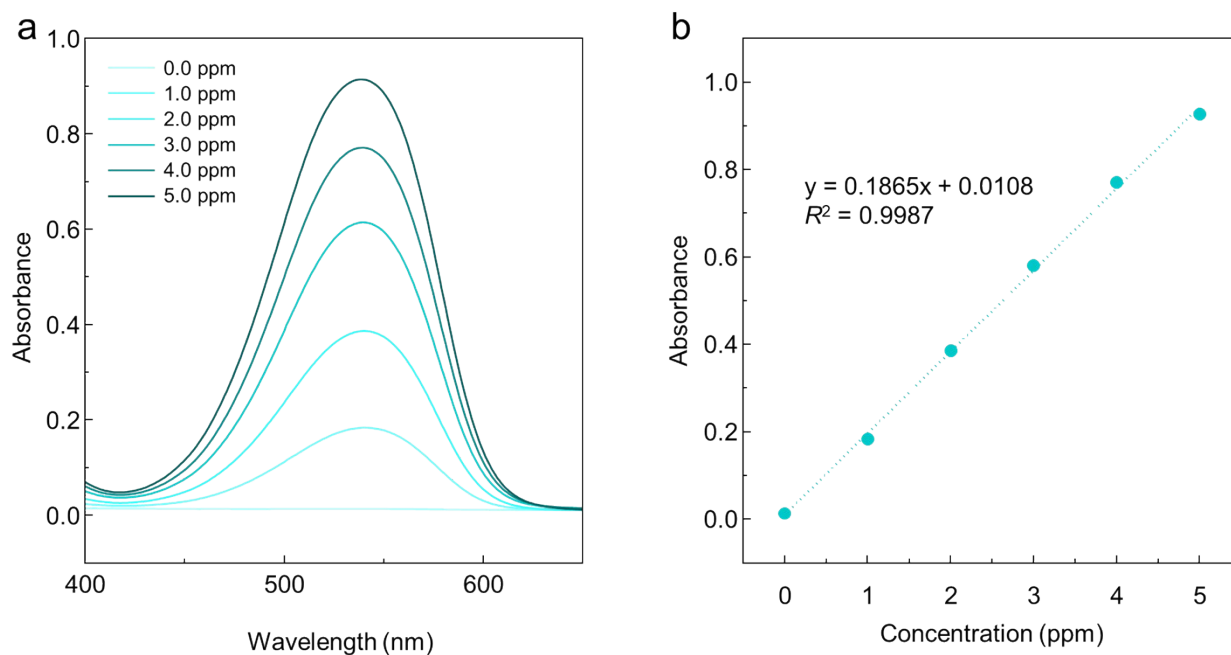 a
1.0
0.8
0.6
0.4
0.2
0.0
Absorbance
0.0 ppm
1.0 ppm
2.0 ppm
3.0 ppm
4.0 ppm
5.0 ppm
400
500
600
Wavelength (nm)
b
1.0
0.8
0.6
0.4
0.2
0.0
Absorbance
y = 0.1865x + 0.0108
R² = 0.9987
0
1
2
3
4
5
Concentration (ppm)